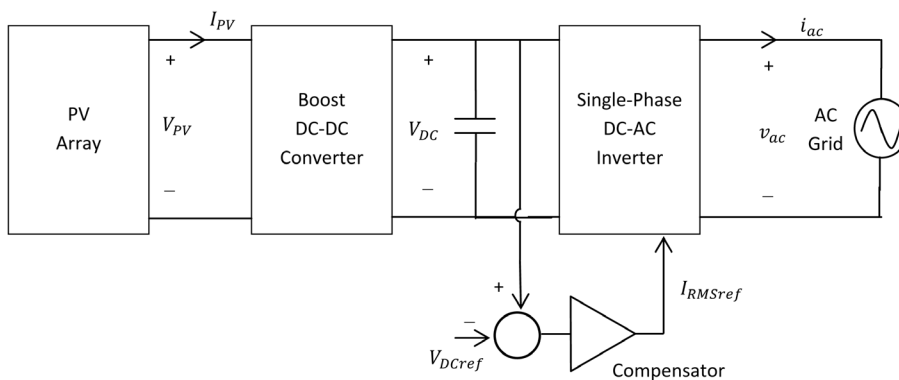 I_PV
i_ac
+
+
+
PV
Array
V_PV
Boost
DC-DC
Converter
V_DC
Single-Phase
DC-AC
Inverter
v_ac
AC
Grid
−
−
−
+
I_RMSref
−
V_DCref
Compensator